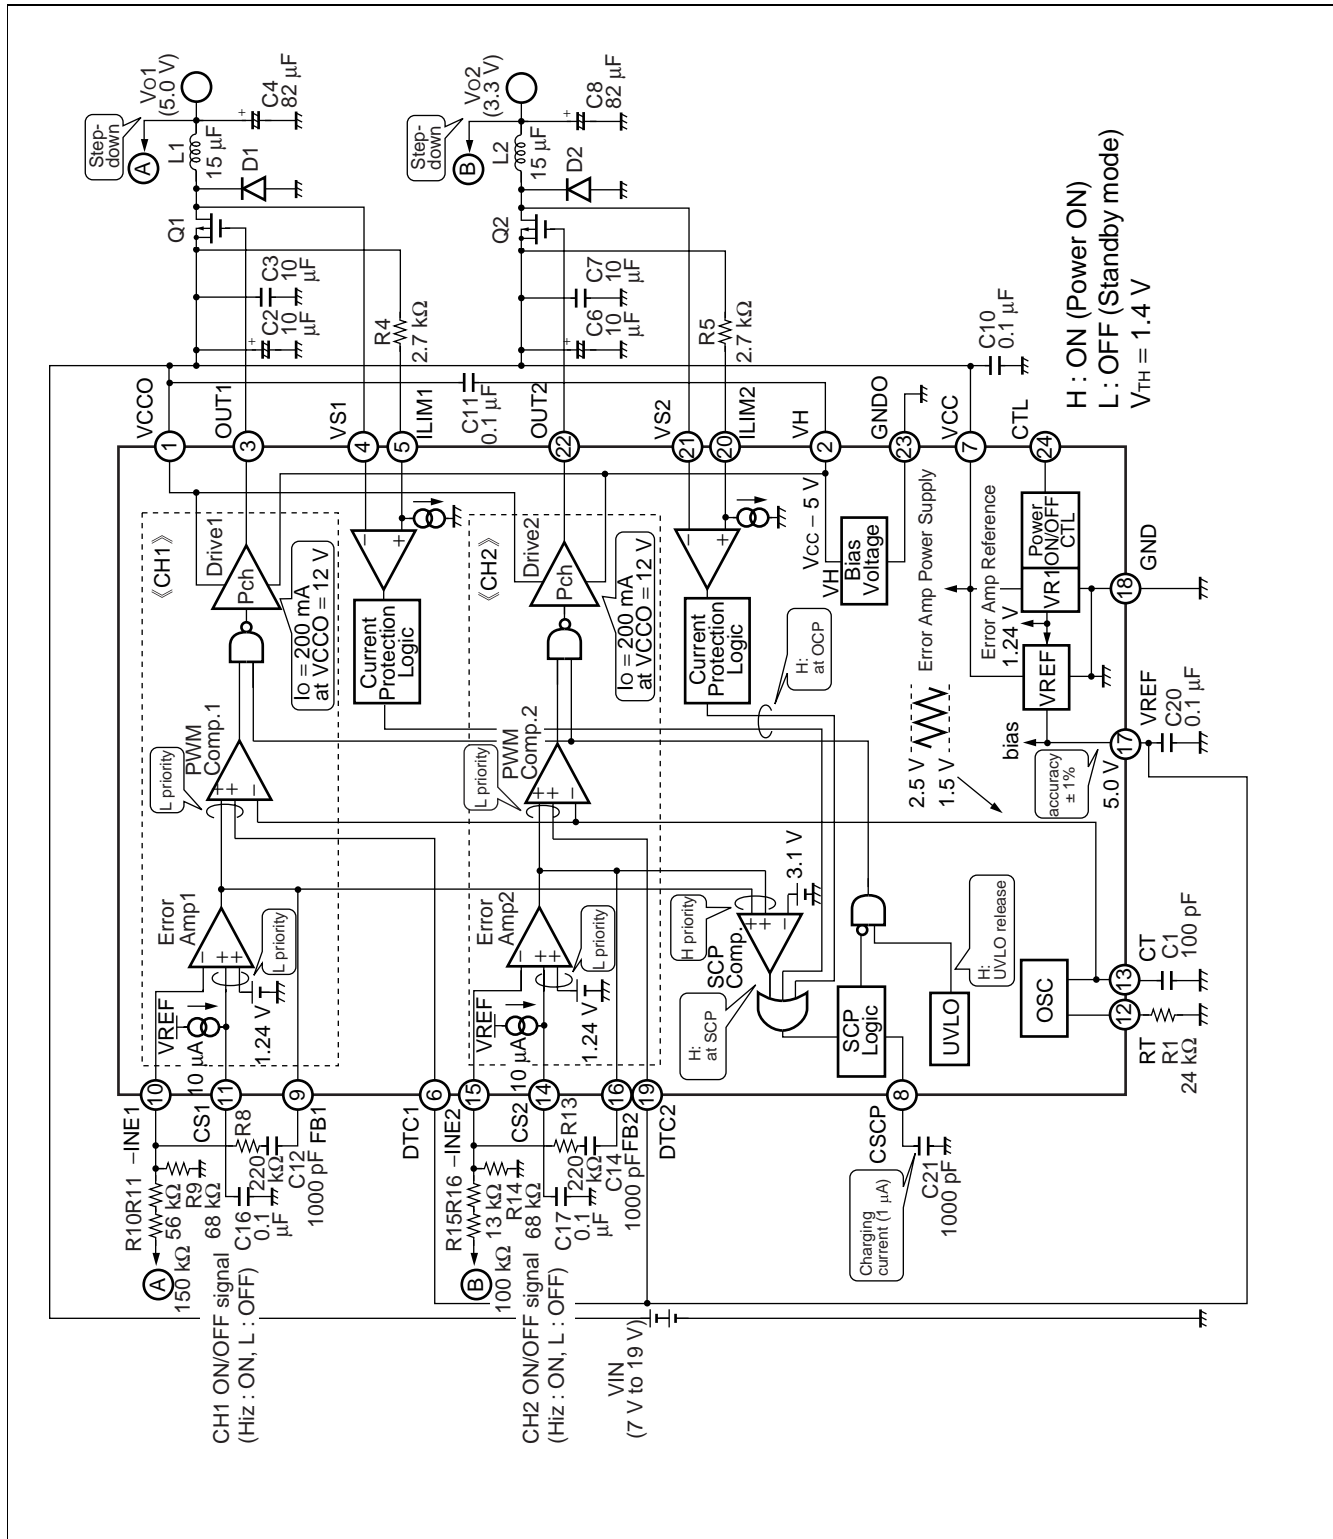 A
R10R11
150 kΩ
56 kΩ
R9
68 kΩ
−INE1
10
CS1
11
R8
220
kΩ
C12
1000 pF
C16
0.1
µF
FB1
9
CH1 ON/OFF signal
(Hiz : ON, L : OFF)
DTC1
6
B
R15R16
100 kΩ
13 kΩ
R14
68 kΩ
−INE2
15
CS2
14
R13
220
kΩ
C14
1000 pF
C17
0.1
µF
FB2
16
DTC2
19
CH2 ON/OFF signal
(Hiz : ON, L : OFF)
VIN
(7 V to 19 V)
CSCP
8
Charging
current (1 µA)
C21
1000 pF
VREF
10 µA
1.24 V
L priority
Error
Amp1
−
+
+
L priority
PWM
Comp.1
+
+
−
《CH1》
Drive1
Pch
IO = 200 mA
at VCCO = 12 V
Current
Protection
Logic
−
+
VREF
10 µA
1.24 V
L priority
Error
Amp2
−
+
+
L priority
PWM
Comp.2
+
+
−
《CH2》
Drive2
Pch
IO = 200 mA
at VCCO = 12 V
Current
Protection
Logic
−
+
H priority
SCP
Comp.
+
+
−
3.1 V
H:
at SCP
SCP
Logic
UVLO
H:
UVLO release
H:
at OCP
OSC
2.5 V
1.5 V
VH
Bias
Voltage
VCC − 5 V
Error Amp Power Supply
Error Amp Reference
1.24 V
bias
VREF
VR1
Power
ON/OFF
CTL
accuracy
± 1%
5.0 V
RT
12
R1
24 kΩ
CT
13
C1
100 pF
17
VREF
C20
0.1 µF
18
GND
VCCO
1
OUT1
3
VS1
4
ILIM1
5
C11
0.1 µF
OUT2
22
VS2
21
ILIM2
20
VH
2
GNDO
23
VCC
7
CTL
24
C2
10
µF
+
C3
10
µF
Q1
R4
2.7 kΩ
D1
L1
15 µF
C4
82 µF
+
Step-
down
A
VO1
(5.0 V)
C6
10
µF
+
C7
10
µF
Q2
R5
2.7 kΩ
D2
L2
15 µF
C8
82 µF
+
Step-
down
B
VO2
(3.3 V)
C10
0.1 µF
H : ON (Power ON)
L : OFF (Standby mode)
VTH = 1.4 V